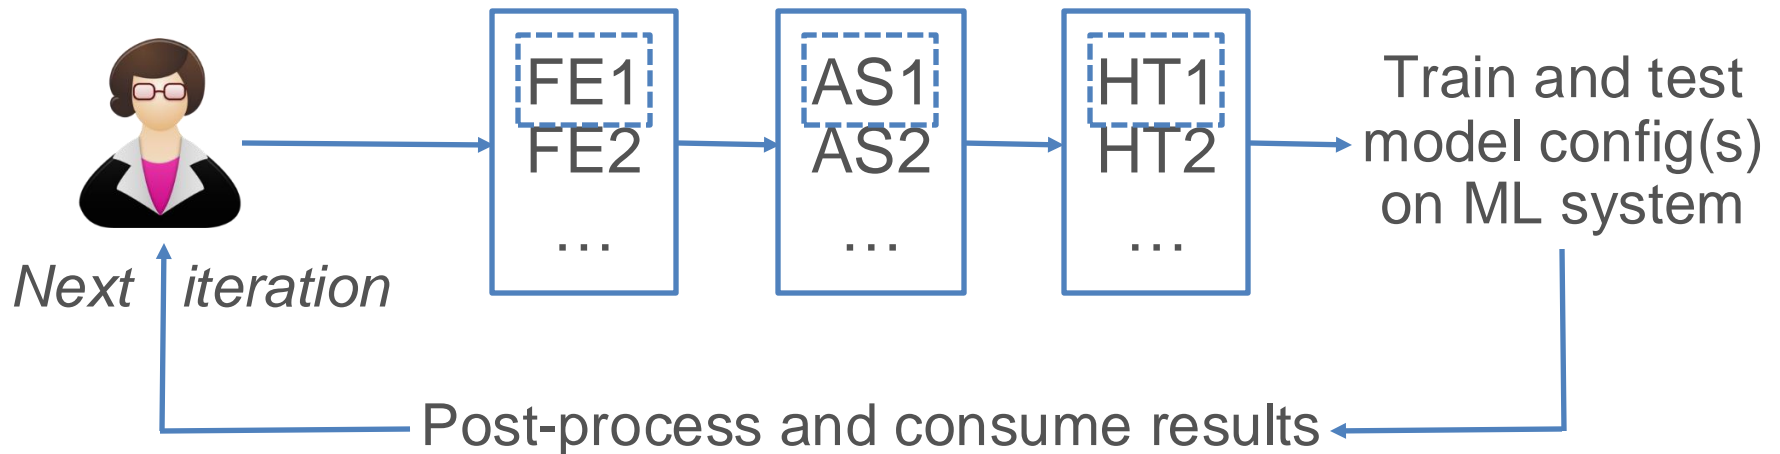 FE1
FE2
...
AS1
AS2
...
HT1
HT2
...
Train and test
model config(s)
on ML system
Next iteration
Post-process and consume results